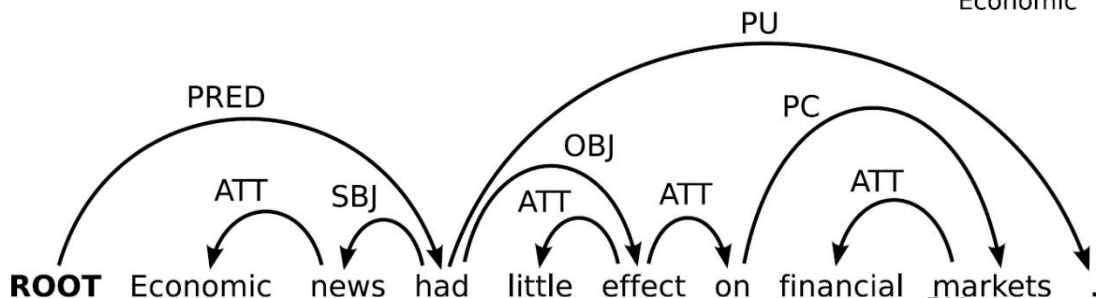 Economic
PU
PRED
PC
OBJ
ATT
SBJ
ATT
ATT
ATT
ROOT Economic news had little effect on financial markets .